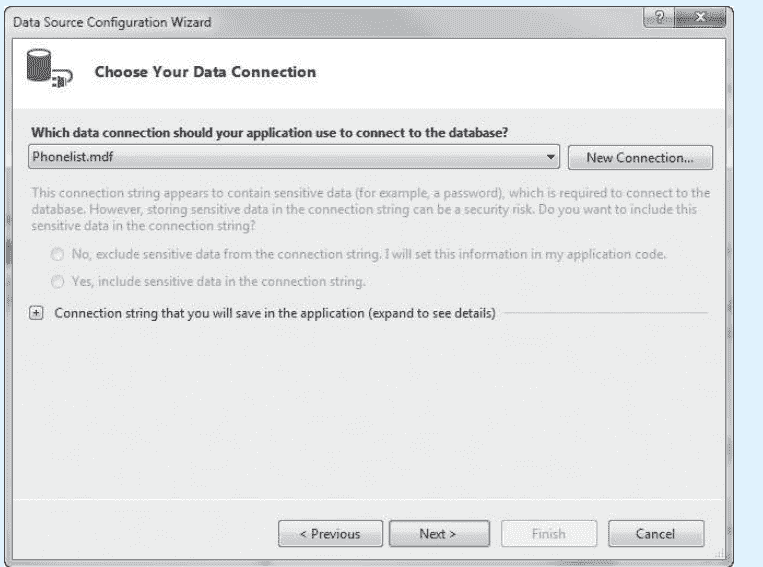 Data Source Configuration Wizard
?
Choose Your Data Connection
Which data connection should your application use to connect to the database?
Phonelist.mdf
New Connection...
This connection string appears to contain sensitive data (for example, a password), which is required to connect to the
database. However, storing sensitive data in the connection string can be a security risk. Do you want to include this
sensitive data in the connection string?
No, exclude sensitive data from the connection string. I will set this information in my application code.
Yes, include sensitive data in the connection string.
+ Connection string that you will save in the application (expand to see details)
< Previous
Next >
Finish
Cancel